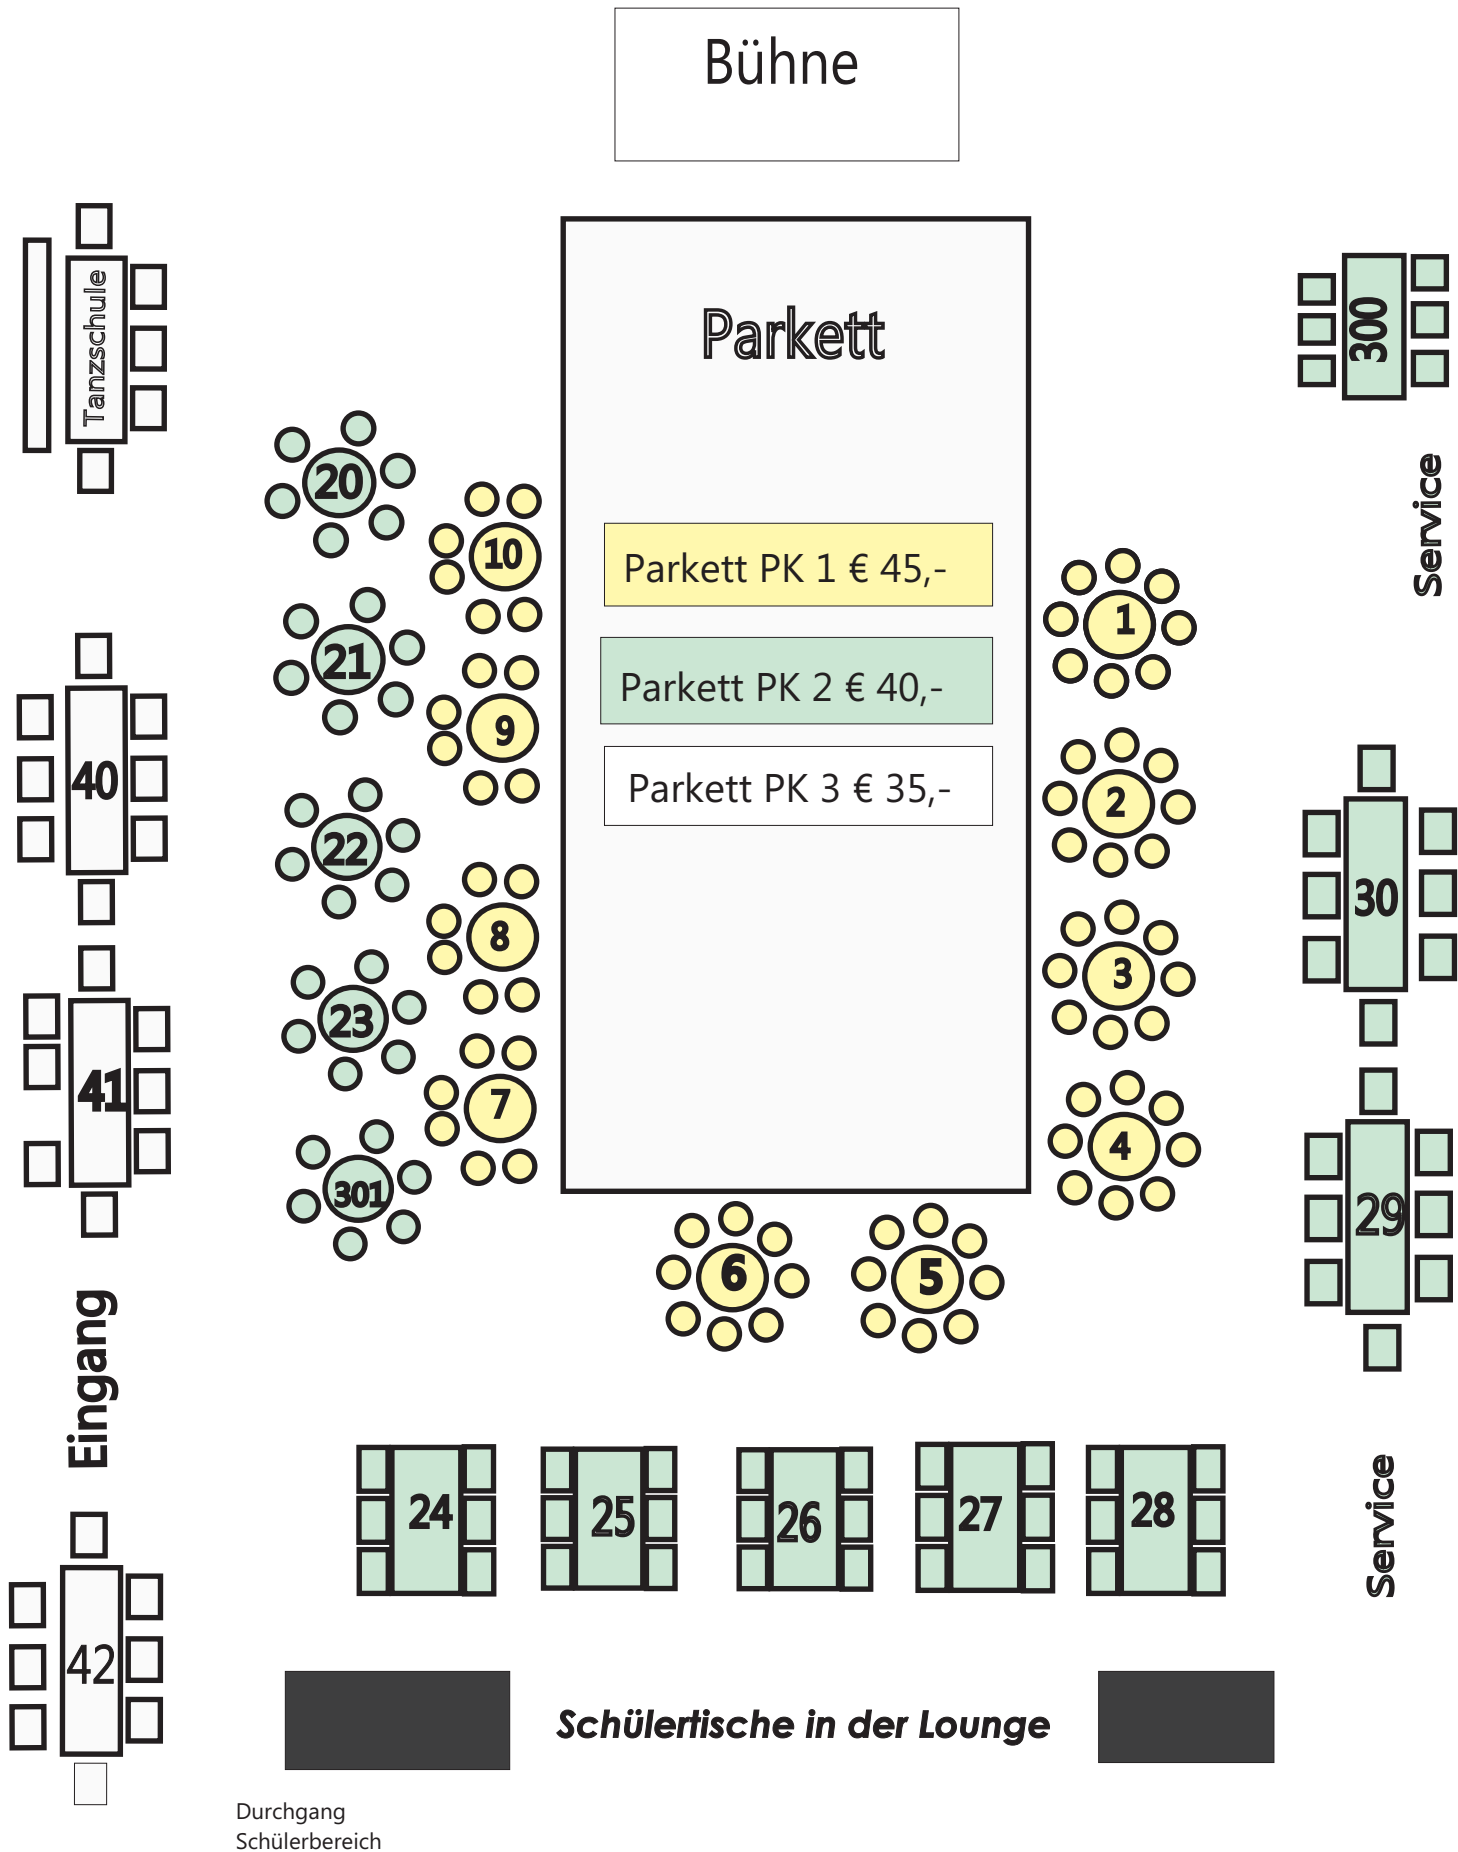 Bühne
Tanzschule
Parkett
300
Service
20
10
Parkett PK 1 € 45,-
1
21
9
Parkett PK 2 € 40,-
40
Parkett PK 3 € 35,-
2
22
30
8
3
23
41
7
4
301
29
6
5
Eingang
24
25
26
27
28
Service
42
Schülertische in der Lounge
Durchgang
Schülerbereich